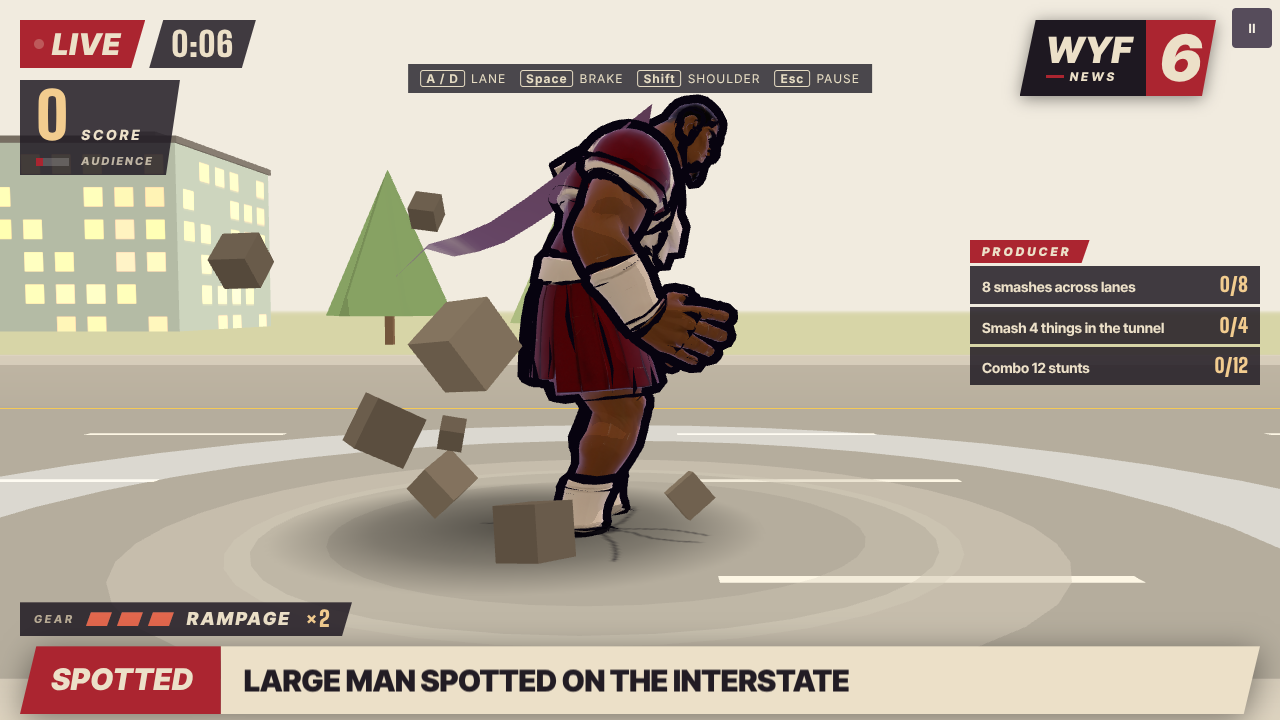 LIVE
0:06
0 SCORE
AUDIENCE
A / D LANE Space BRAKE Shift SHOULDER Esc PAUSE
WYF
NEWS
6
PRODUCER
8 smashes across lanes 0/8
Smash 4 things in the tunnel 0/4
Combo 12 stunts 0/12
GEAR RAMPAGE ×2
SPOTTED
LARGE MAN SPOTTED ON THE INTERSTATE